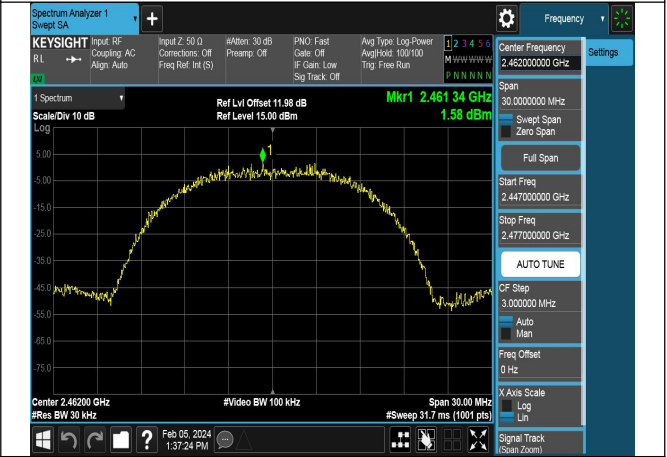 Spectrum Analyzer 1
Swept SA
+
Frequency
KEYSIGHT
RL
Input: RF
Coupling: AC
Align: Auto
Input Z: 50 Ω
Corrections: Off
Freq Ref: Int (S)
#Atten: 30 dB
Preamp: Off
PNO: Fast
Gate: Off
IF Gain: Low
Sig Track: Off
Avg Type: Log-Power
Avg|Hold: 100/100
Trig: Free Run
1 2 3 4 5 6
M W W W W W
P N N N N N
1 Spectrum
Scale/Div 10 dB
Log
Ref Lvl Offset 11.98 dB
Ref Level 15.00 dBm
Mkr1 2.461 34 GHz
1.58 dBm
1
5.00
-5.00
-15.0
-25.0
-35.0
-45.0
-55.0
-65.0
-75.0
Center 2.46200 GHz
#Res BW 30 kHz
#Video BW 100 kHz
Span 30.00 MHz
#Sweep 31.7 ms (1001 pts)
Center Frequency
2.462000000 GHz
Settings
Span
30.0000000 MHz
Swept Span
Zero Span
Full Span
Start Freq
2.447000000 GHz
Stop Freq
2.477000000 GHz
AUTO TUNE
CF Step
3.000000 MHz
Auto
Man
Freq Offset
0 Hz
X Axis Scale
Log
Lin
Signal Track
(Span Zoom)
?
Feb 05, 2024
1:37:24 PM